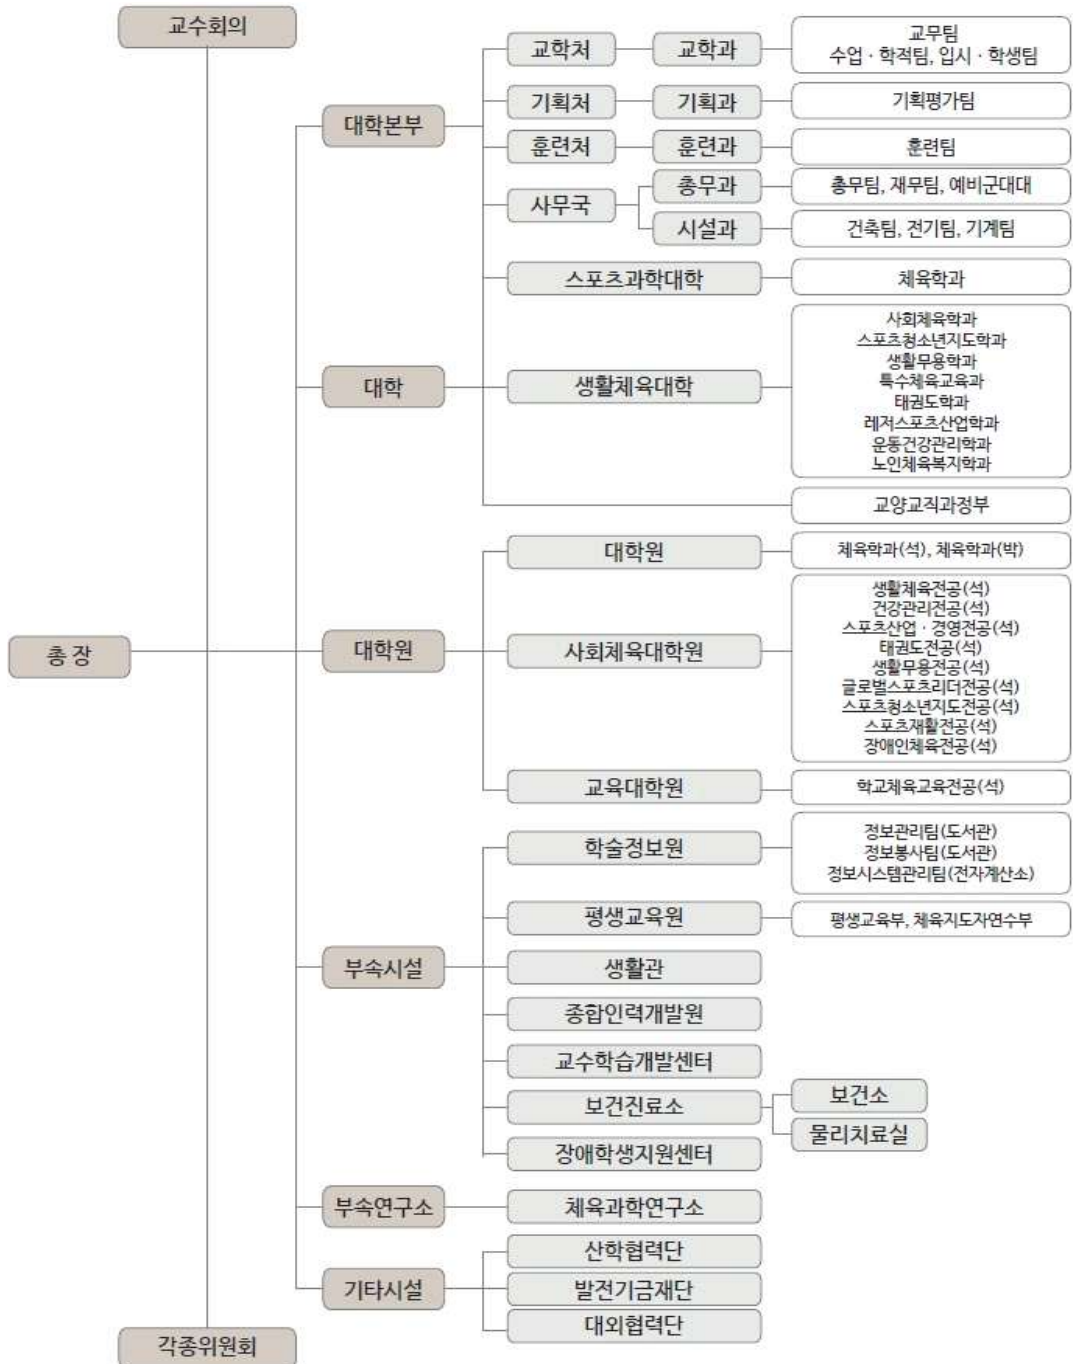 교수회의
대학본부
교학처
교학과
교무팀
수업 · 학적팀, 입시 · 학생팀
기획처
기획과
기획평가팀
훈련처
훈련과
훈련팀
사무국
총무과
총무팀, 재무팀, 예비군대대
시설과
건축팀, 전기팀, 기계팀
대학
스포츠과학대학
체육학과
생활체육대학
사회체육학과
스포츠청소년지도학과
생활무용학과
특수체육교육과
태권도학과
레저스포츠산업학과
운동건강관리학과
노인체육복지학과
교양교직과정부
총 장
대학원
대학원
체육학과(석), 체육학과(박)
사회체육대학원
생활체육전공(석)
건강관리전공(석)
스포츠산업 · 경영전공(석)
태권도전공(석)
생활무용전공(석)
글로벌스포츠리더전공(석)
스포츠청소년지도전공(석)
스포츠재활전공(석)
장애인체육전공(석)
교육대학원
학교체육교육전공(석)
부속시설
학술정보원
정보관리팀(도서관)
정보봉사팀(도서관)
정보시스템관리팀(전자계산소)
평생교육원
평생교육부, 체육지도자연수부
생활관
종합인력개발원
교수학습개발센터
보건진료소
보건소
물리치료실
장애학생지원센터
부속연구소
체육과학연구소
기타시설
산학협력단
발전기금재단
대외협력단
각종위원회